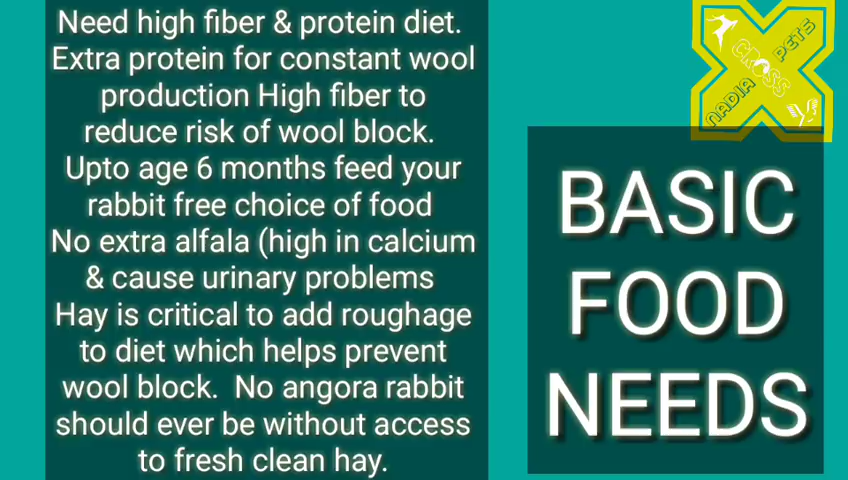 Need high fiber & protein diet.
Extra protein for constant wool
production High fiber to
reduce risk of wool block.
Upto age 6 months feed your
rabbit free choice of food
No extra alfala (high in calcium
& cause urinary problems
Hay is critical to add roughage
to diet which helps prevent
wool block. No angora rabbit
should ever be without access
to fresh clean hay.
CROSS
NADIA PETS
BASIC
FOOD
NEEDS